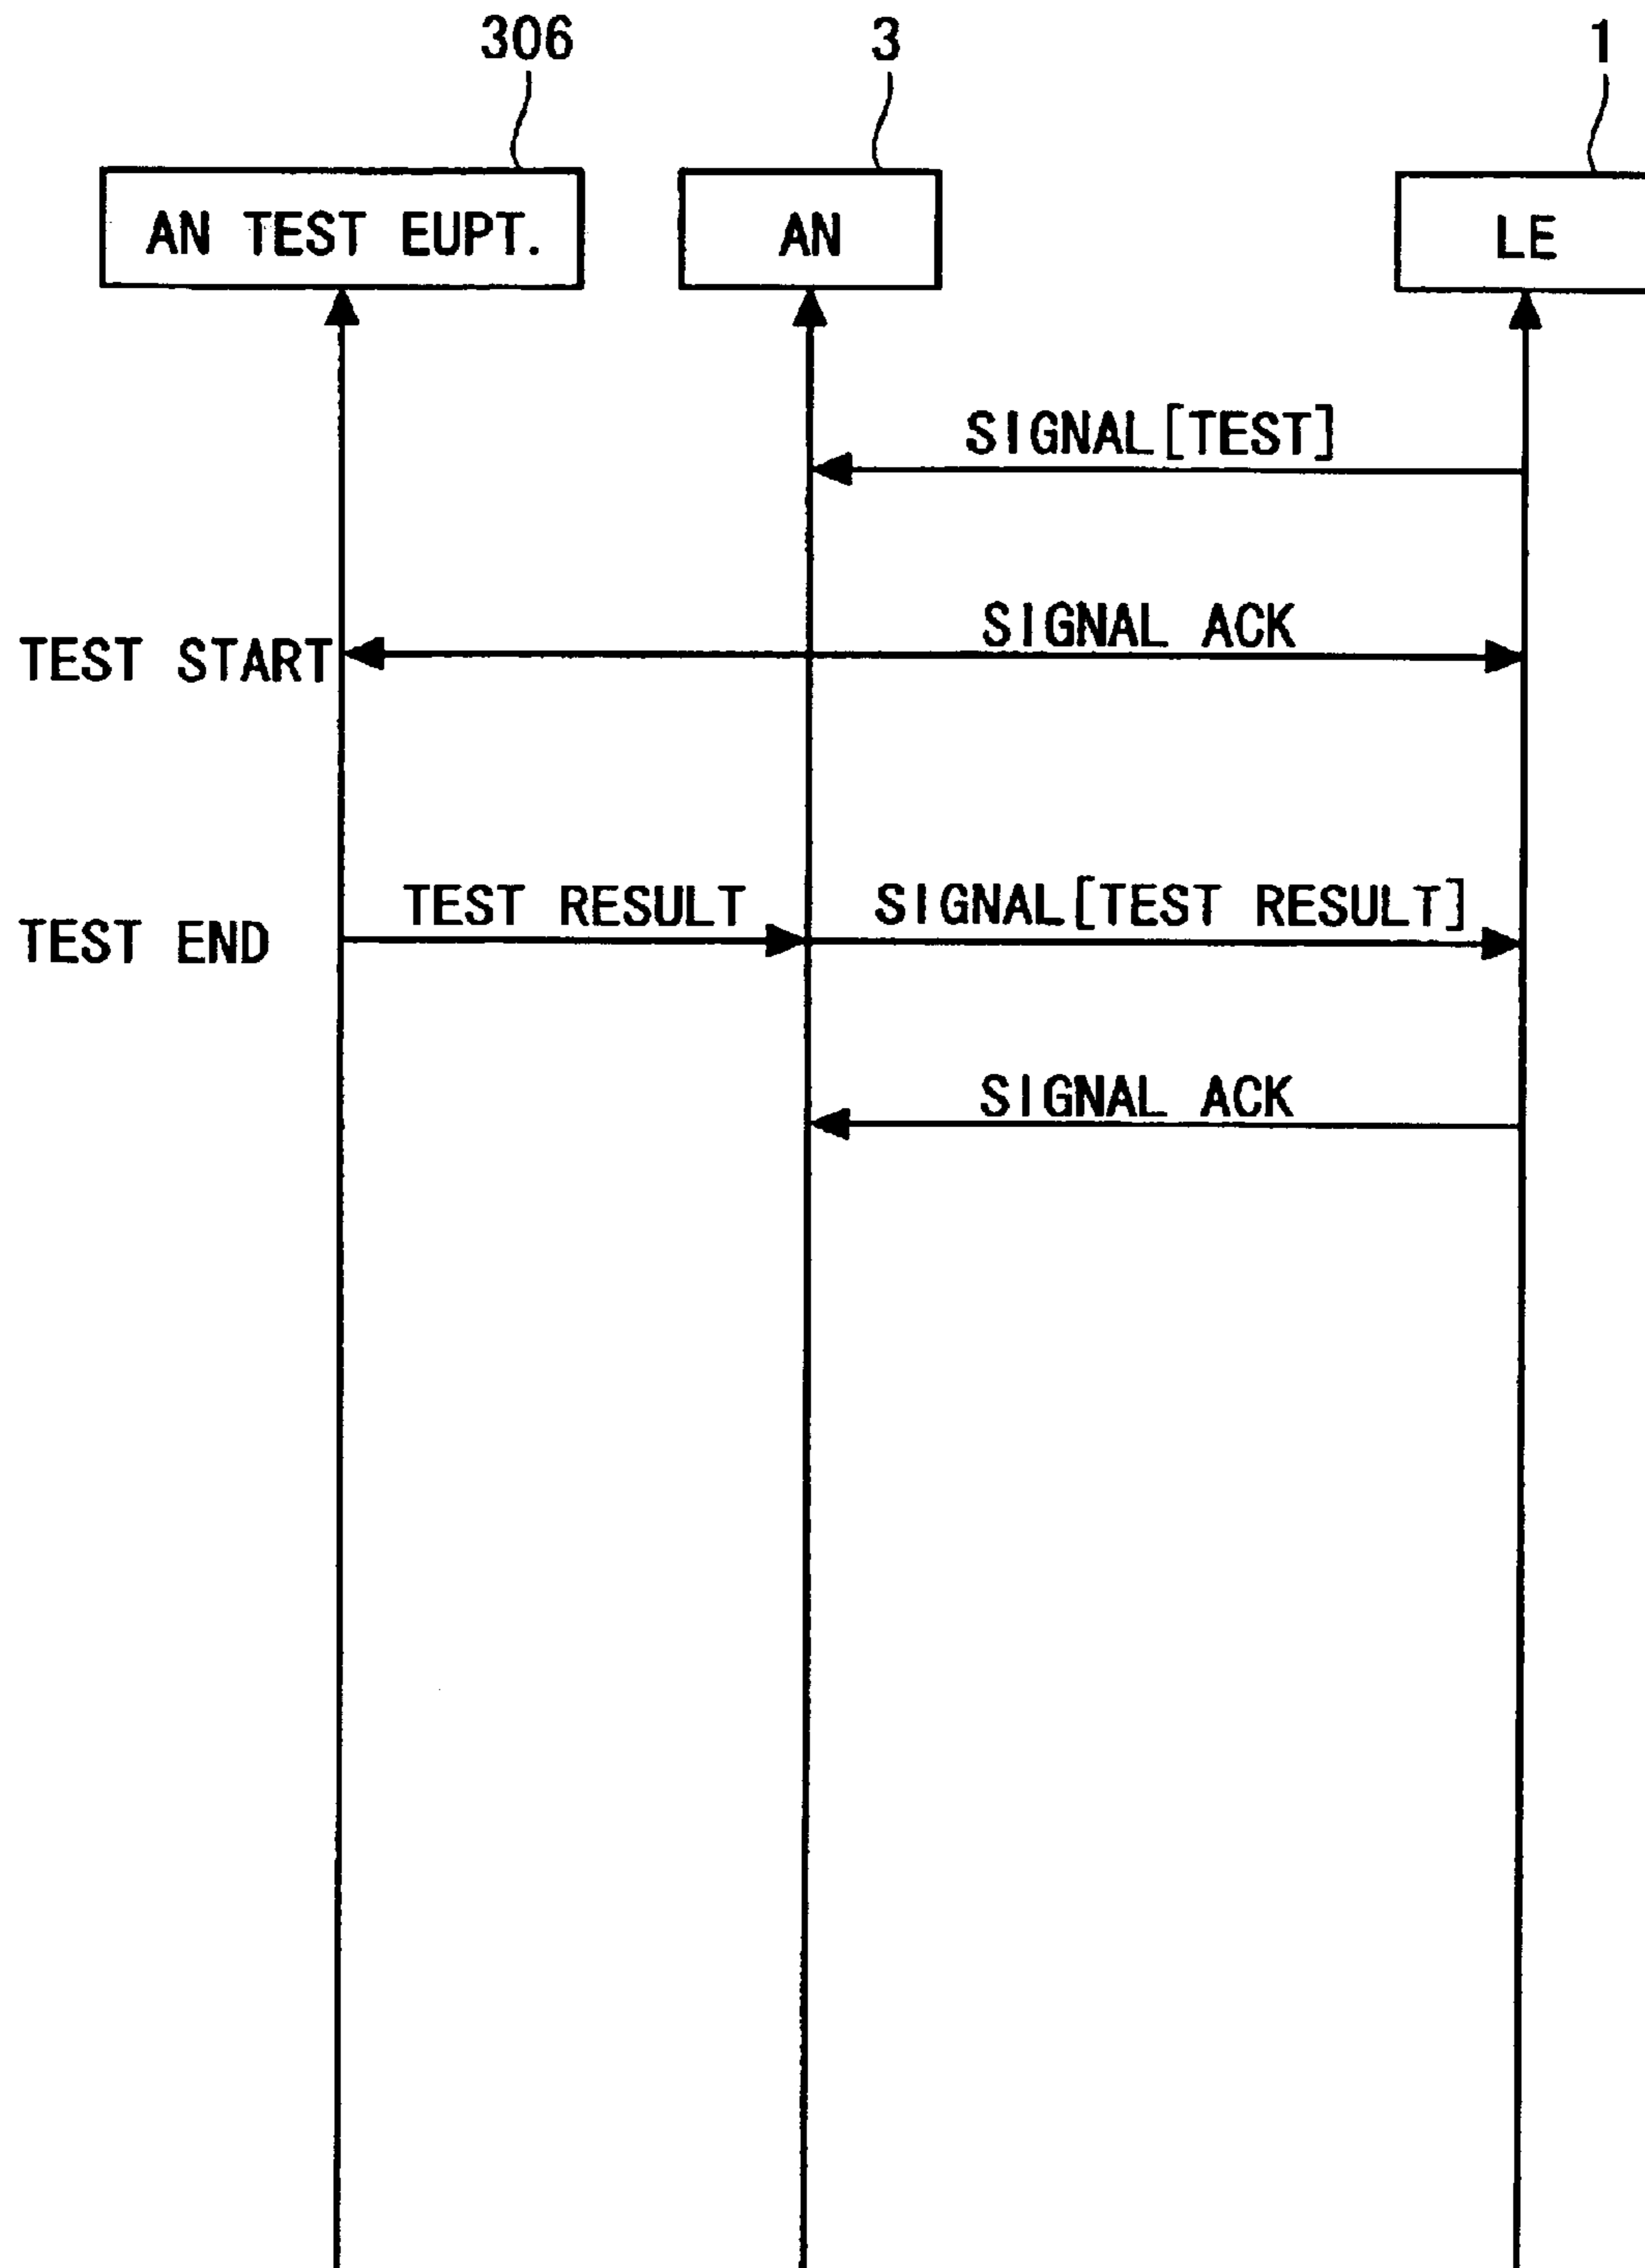 306
3
1
AN TEST EUPT.
AN
LE
SIGNAL[TEST]
SIGNAL ACK
TEST START
TEST RESULT
SIGNAL[TEST RESULT]
TEST END
SIGNAL ACK